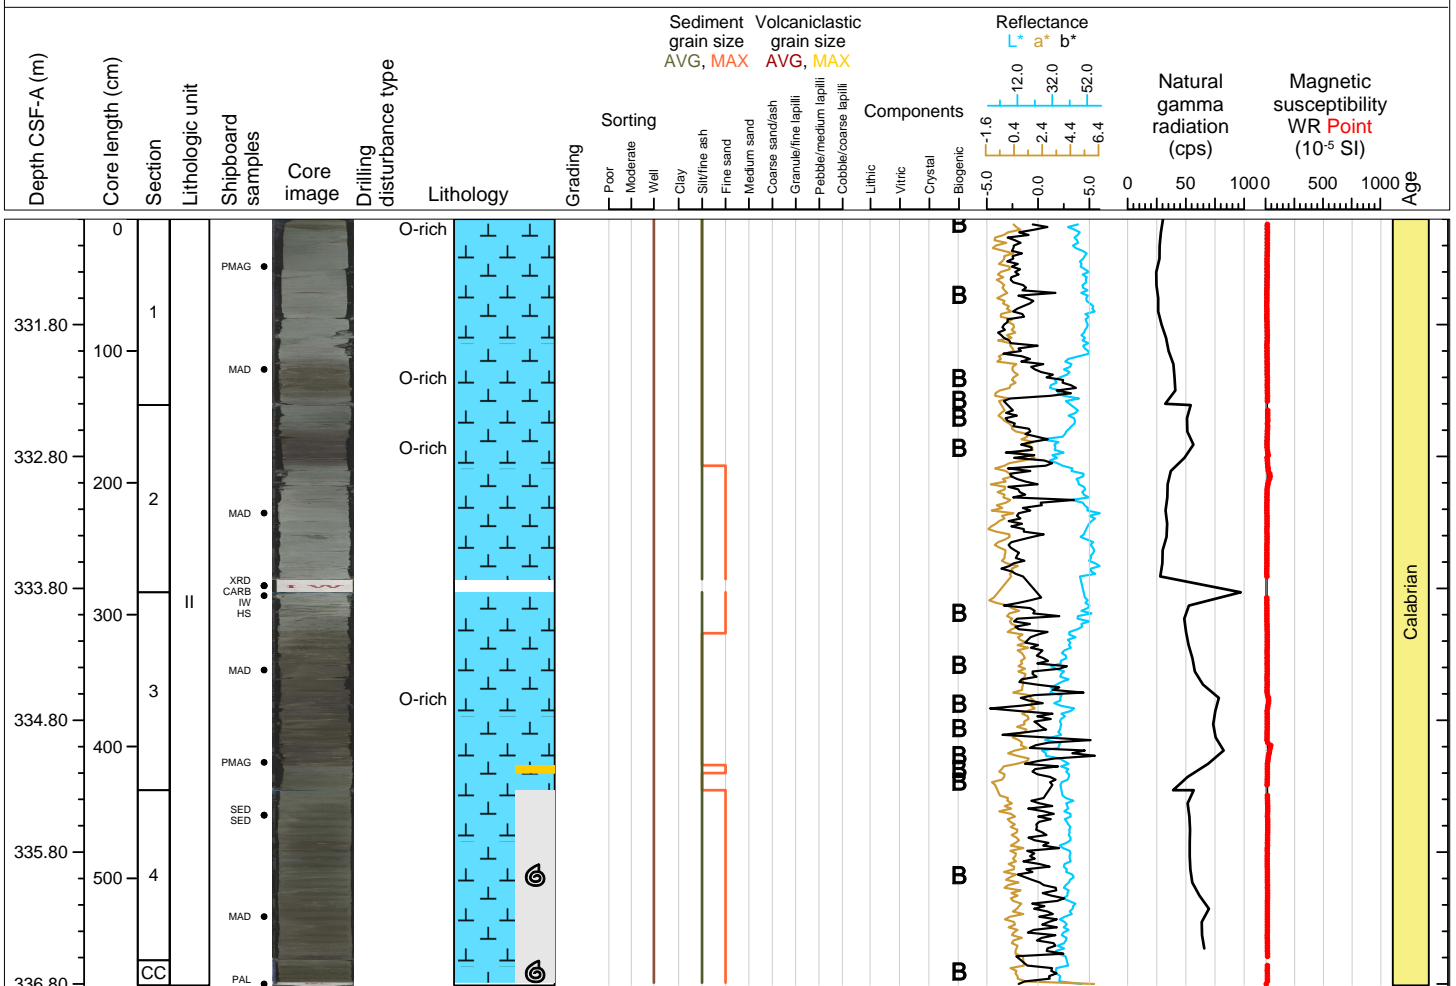 Depth CSF-A (m)
Core length (cm)
Section
Lithologic unit
Shipboard
samples
Core
image
Drilling
disturbance type
Lithology
Grading
Sorting
Poor
Moderate
Well
Sediment
grain size
AVG, MAX
Volcaniclastic
grain size
AVG, MAX
Clay
Silt/fine ash
Fine sand
Medium sand
Coarse sand/ash
Granule/fine lapilli
Pebble/medium lapilli
Cobble/coarse lapilli
Components
Lithic
Vitric
Crystal
Biogenic
Reflectance
L* a* b*
12.0 32.0 52.0
-1.6 0.4 2.4 4.4 6.4
-5.0 0.0 5.0
Natural
gamma
radiation
(cps)
0 50 100
Magnetic
susceptibility
WR Point
(10-5 SI)
0 500 1000
Age
0
O-rich
B
PMAG
B
1
331.80
100
MAD
O-rich
B
B
B
O-rich
B
332.80
200
2
MAD
XRD
I W
333.80
CARB
IW
HS
300
II
B
Calabrian
MAD
B
3
O-rich
B
334.80
B
400
PMAG
B
B
B
B
SED
SED
335.80
500
4
B
MAD
CC
B
PAL
336.80